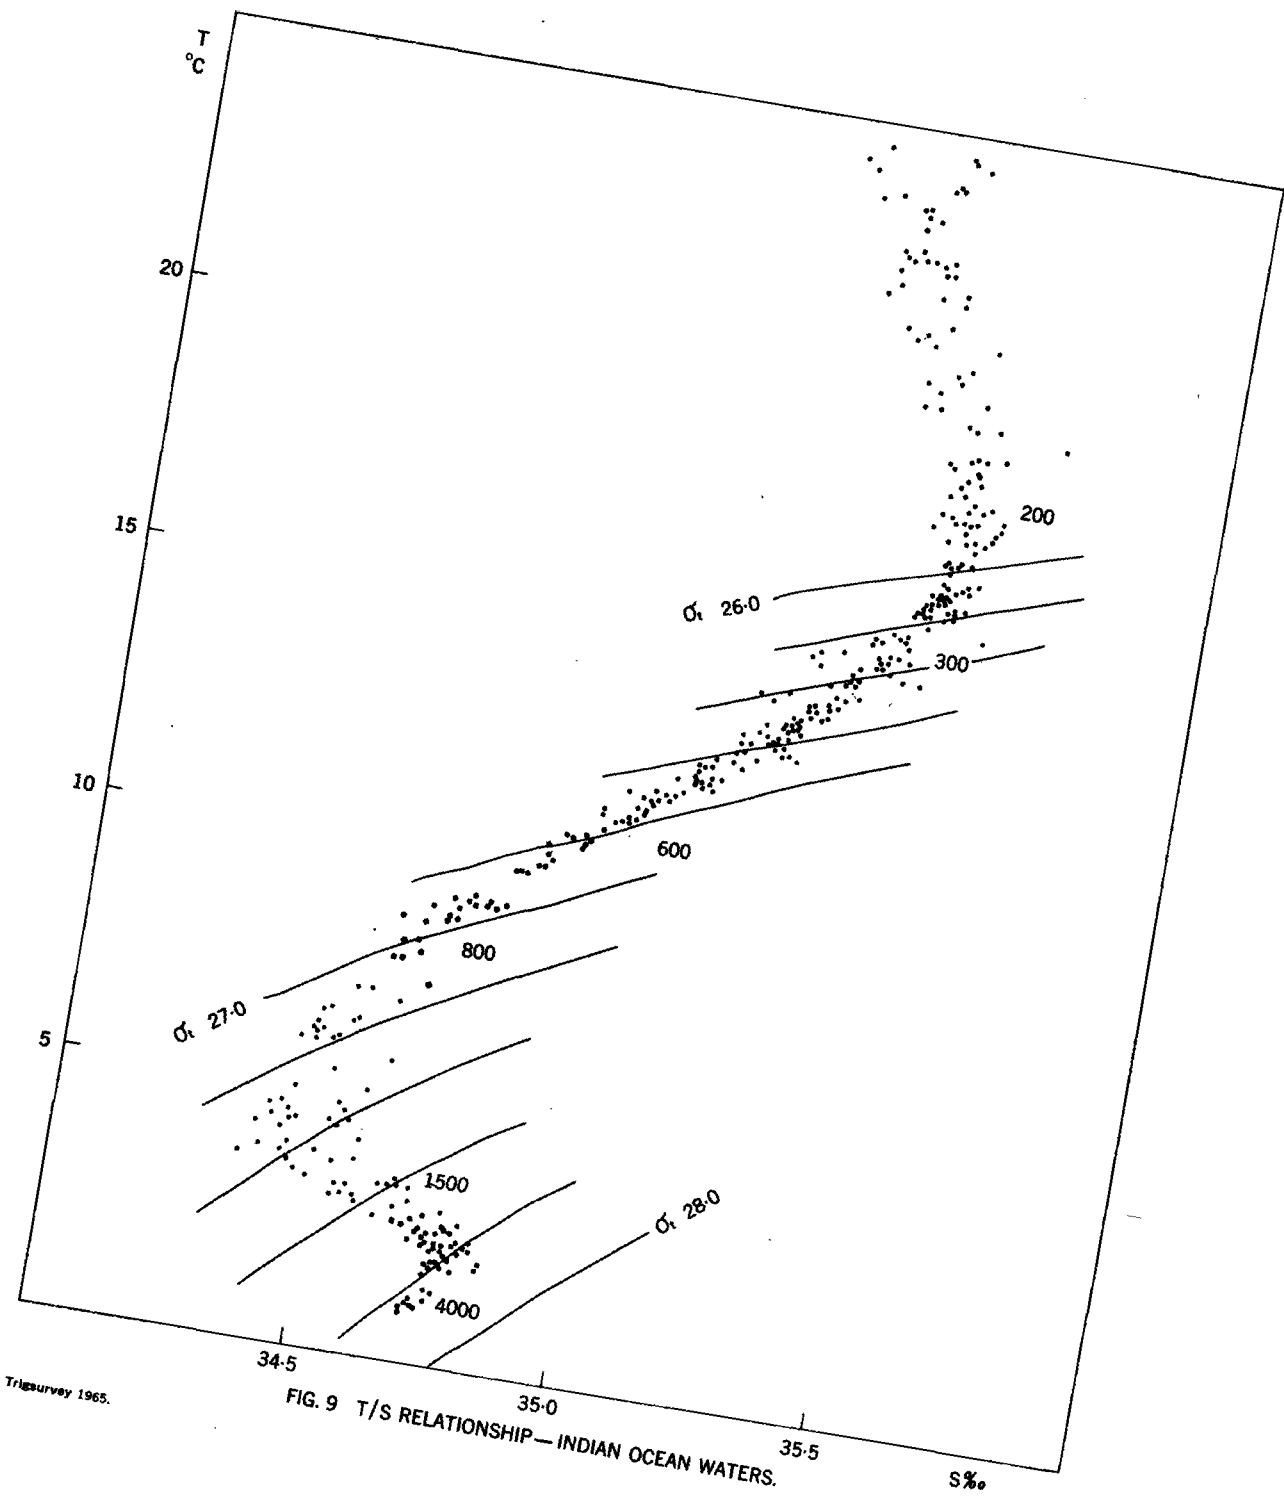 T
°C
20
15
10
5
200
σt 26·0
300
600
800
σt 27·0
1500
σt 28·0
4000
34·5
35·0
35·5
S‰
Trigsurvey 1965.
FIG. 9 T/S RELATIONSHIP—INDIAN OCEAN WATERS.